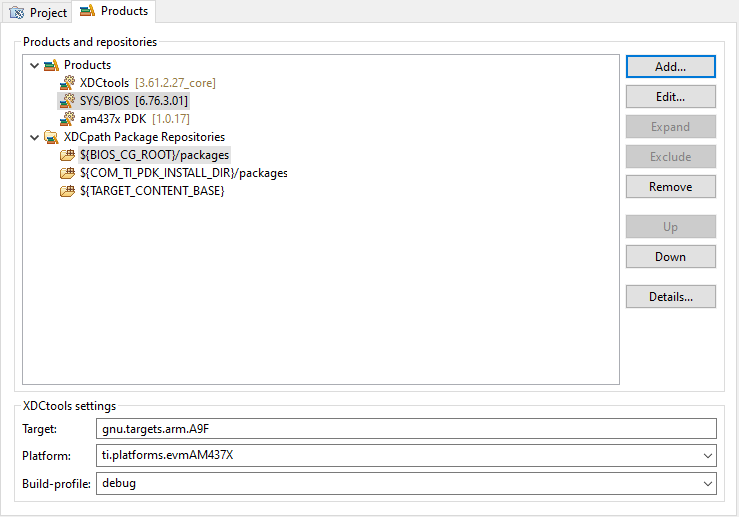 Project
Products
Products and repositories
Products
XDCtools [3.61.2.27_core]
SYS/BIOS [6.76.3.01]
am437x PDK [1.0.17]
XDCpath Package Repositories
${BIOS_CG_ROOT}/packages
${COM_TI_PDK_INSTALL_DIR}/packages
${TARGET_CONTENT_BASE}
Add...
Edit...
Expand
Exclude
Remove
Up
Down
Details...
XDCtools settings
Target: gnu.targets.arm.A9F
Platform: ti.platforms.evmAM437X
Build-profile: debug